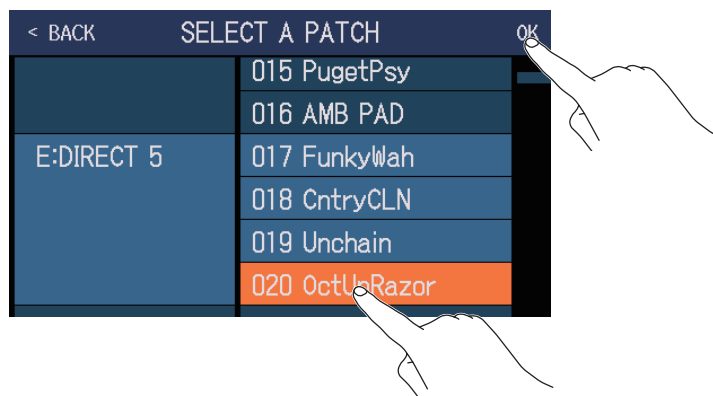 < BACK SELECT A PATCH OK
015 PugetPsy
016 AMB PAD
E:DIRECT 5 017 FunkyWah
018 CntryCLN
019 Unchain
020 OctUpRazor